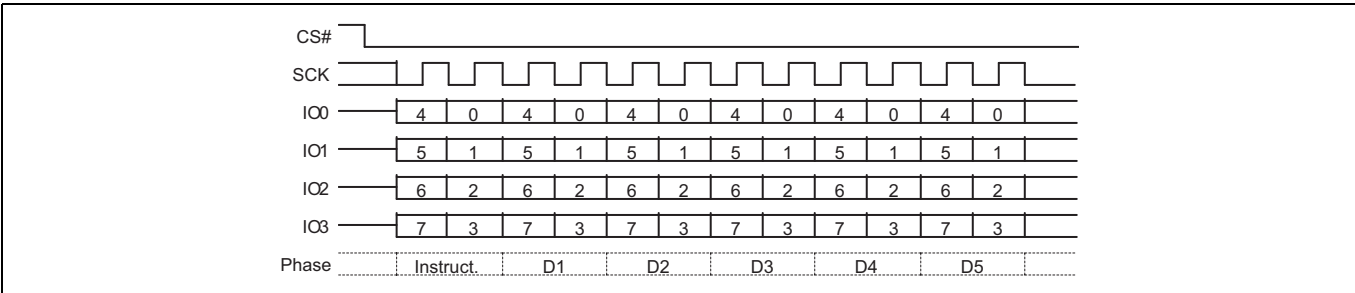 CS#
SCK
IO0 4 0 4 0 4 0 4 0 4 0 4 0
IO1 5 1 5 1 5 1 5 1 5 1 5 1
IO2 6 2 6 2 6 2 6 2 6 2 6 2
IO3 7 3 7 3 7 3 7 3 7 3 7 3
Phase Instruct. D1 D2 D3 D4 D5